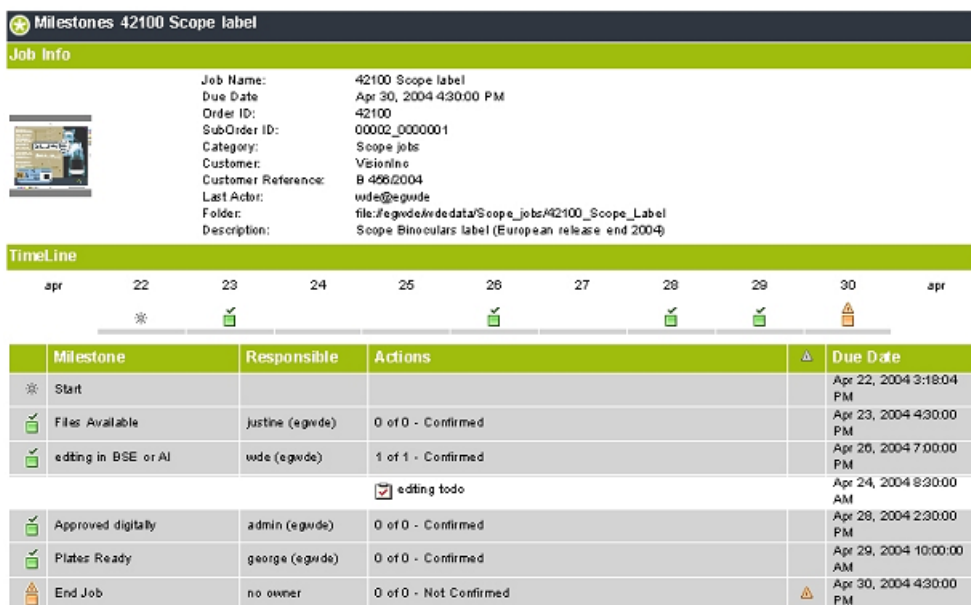 Milestones 42100 Scope label
Job Info
Job Name: 42100 Scope label
Due Date Apr 30, 2004 4:30:00 PM
Order ID: 42100
SubOrder ID: 00002_0000001
Category: Scope jobs
Customer: VisionInc
Customer Reference: B 466/2004
Last Actor: wde@egwde
Folder: file://egwde/wdedata/Scope_jobs/42100_Scope_Label
Description: Scope Binoculars label (European release end 2004)
TimeLine
apr 22 23 24 25 26 27 28 29 30 apr
Milestone Responsible Actions Due Date
Start Apr 22, 2004 3:18:04
PM
Files Available justine (egwde) 0 of 0 - Confirmed Apr 23, 2004 4:30:00
PM
editing in BSE or AI wde (egwde) 1 of 1 - Confirmed Apr 26, 2004 7:00:00
PM
editing todo Apr 24, 2004 8:30:00
AM
Approved digitally admin (egwde) 0 of 0 - Confirmed Apr 28, 2004 2:30:00
PM
Plates Ready george (egwde) 0 of 0 - Confirmed Apr 29, 2004 10:00:00
AM
End Job no owner 0 of 0 - Not Confirmed Apr 30, 2004 4:30:00
PM